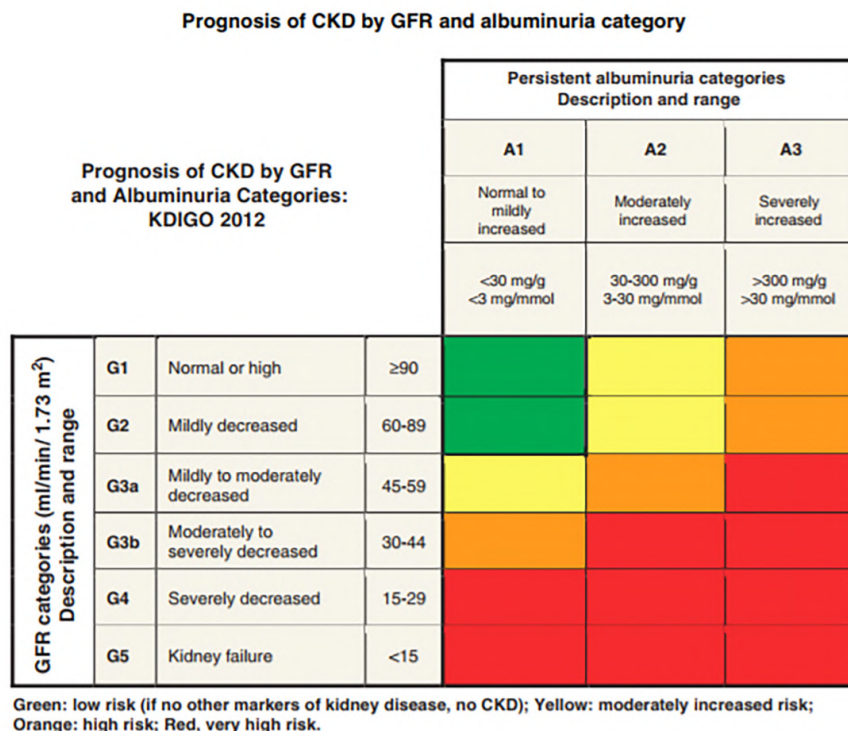 Prognosis of CKD by GFR and albuminuria category
Persistent albuminuria categories
Description and range
Prognosis of CKD by GFR
and Albuminuria Categories:
KDIGO 2012
A1
A2
A3
Normal to
mildly
increased
Moderately
increased
Severely
increased
<30 mg/g
<3 mg/mmol
30-300 mg/g
3-30 mg/mmol
>300 mg/g
>30 mg/mmol
GFR categories (ml/min/ 1.73 m²)
Description and range
G1
Normal or high
≥90
G2
Mildly decreased
60-89
G3a
Mildly to moderately
decreased
45-59
G3b
Moderately to
severely decreased
30-44
G4
Severely decreased
15-29
G5
Kidney failure
<15
Green: low risk (if no other markers of kidney disease, no CKD); Yellow: moderately increased risk;
Orange: high risk; Red, very high risk.